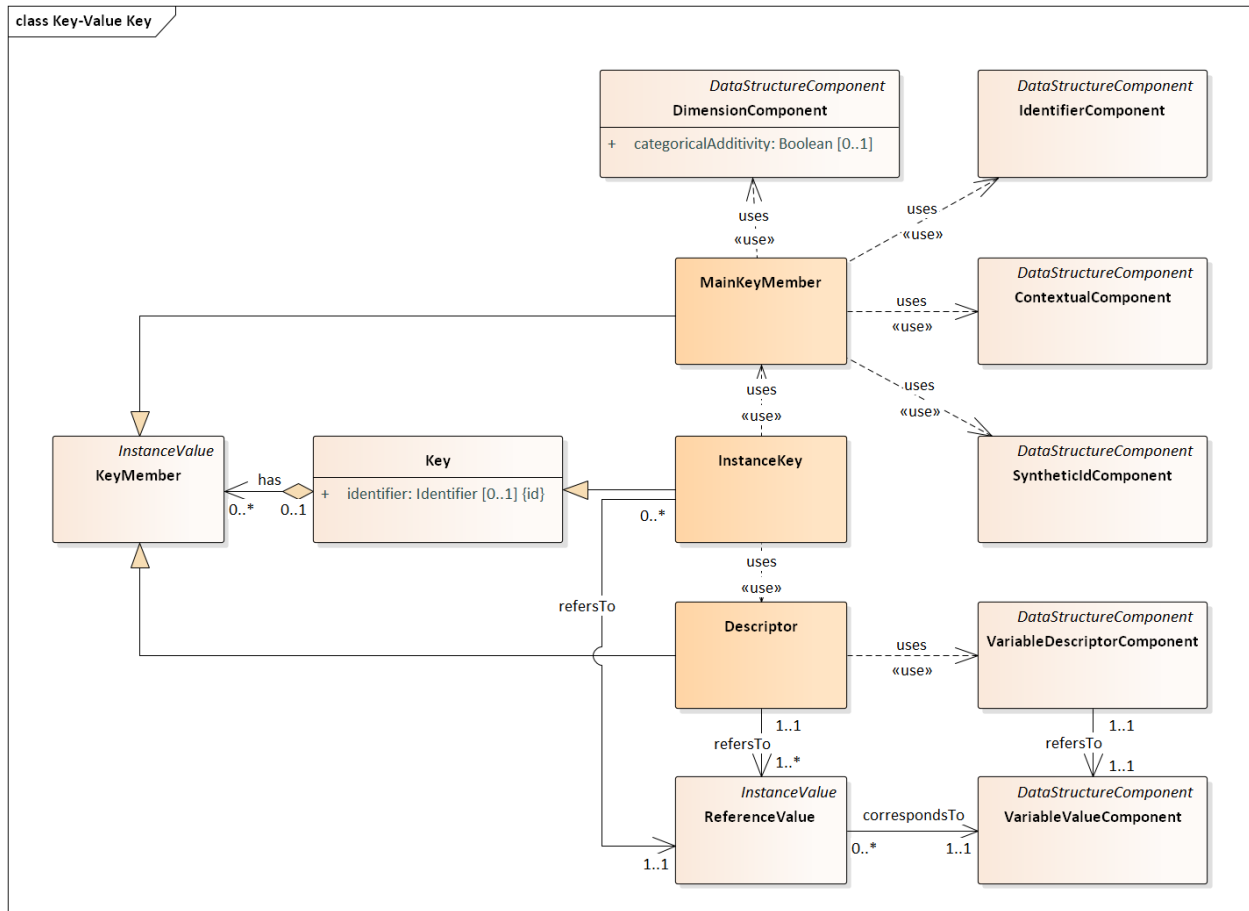 class Key-Value Key
DataStructureComponent
DimensionComponent
+ categoricalAdditivity: Boolean [0..1]
DataStructureComponent
IdentifierComponent
uses
«use»
uses
«use»
MainKeyMember
uses
«use»
DataStructureComponent
ContextualComponent
uses
«use»
uses
«use»
InstanceValue
KeyMember
has
0..*
0..1
Key
+ identifier: Identifier [0..1] {id}
InstanceKey
0..*
DataStructureComponent
SyntheticIdComponent
uses
«use»
refersTo
Descriptor
uses
«use»
DataStructureComponent
VariableDescriptorComponent
1..1
refersTo
1..*
1..1
refersTo
1..1
InstanceValue
ReferenceValue
correspondsTo
0..*
1..1
1..1
DataStructureComponent
VariableValueComponent